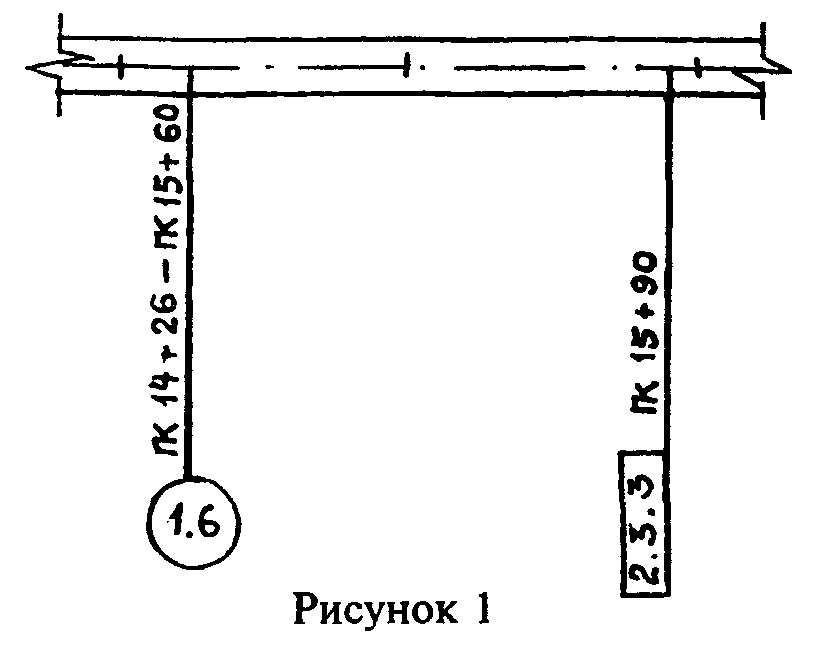 ПК 14+26 — ПК 15+60
1.6
ПК 15+90
2.3.3
Рисунок 1